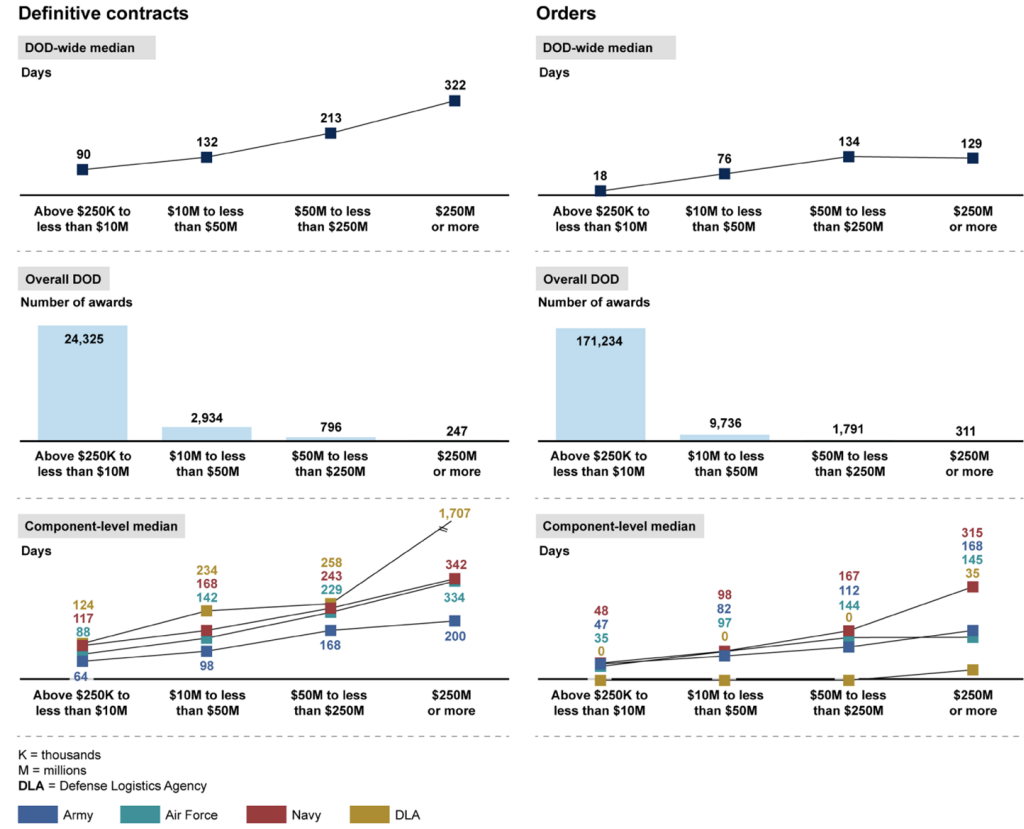 Definitive contracts
DOD-wide median
Days
90
132
213
322
Above $250K to
less than $10M
$10M to less
than $50M
$50M to less
than $250M
$250M
or more
Overall DOD
Number of awards
24,325
2,934
796
247
Above $250K to
less than $10M
$10M to less
than $50M
$50M to less
than $250M
$250M
or more
Component-level median
Days
124
117
88
64
234
168
142
98
258
243
229
168
1,707
342
334
200
Above $250K to
less than $10M
$10M to less
than $50M
$50M to less
than $250M
$250M
or more
Orders
DOD-wide median
Days
18
76
134
129
Above $250K to
less than $10M
$10M to less
than $50M
$50M to less
than $250M
$250M
or more
Overall DOD
Number of awards
171,234
9,736
1,791
311
Above $250K to
less than $10M
$10M to less
than $50M
$50M to less
than $250M
$250M
or more
Component-level median
Days
48
47
35
0
98
82
97
0
167
112
144
0
315
168
145
35
Above $250K to
less than $10M
$10M to less
than $50M
$50M to less
than $250M
$250M
or more
K = thousands
M = millions
DLA = Defense Logistics Agency
Army
Air Force
Navy
DLA